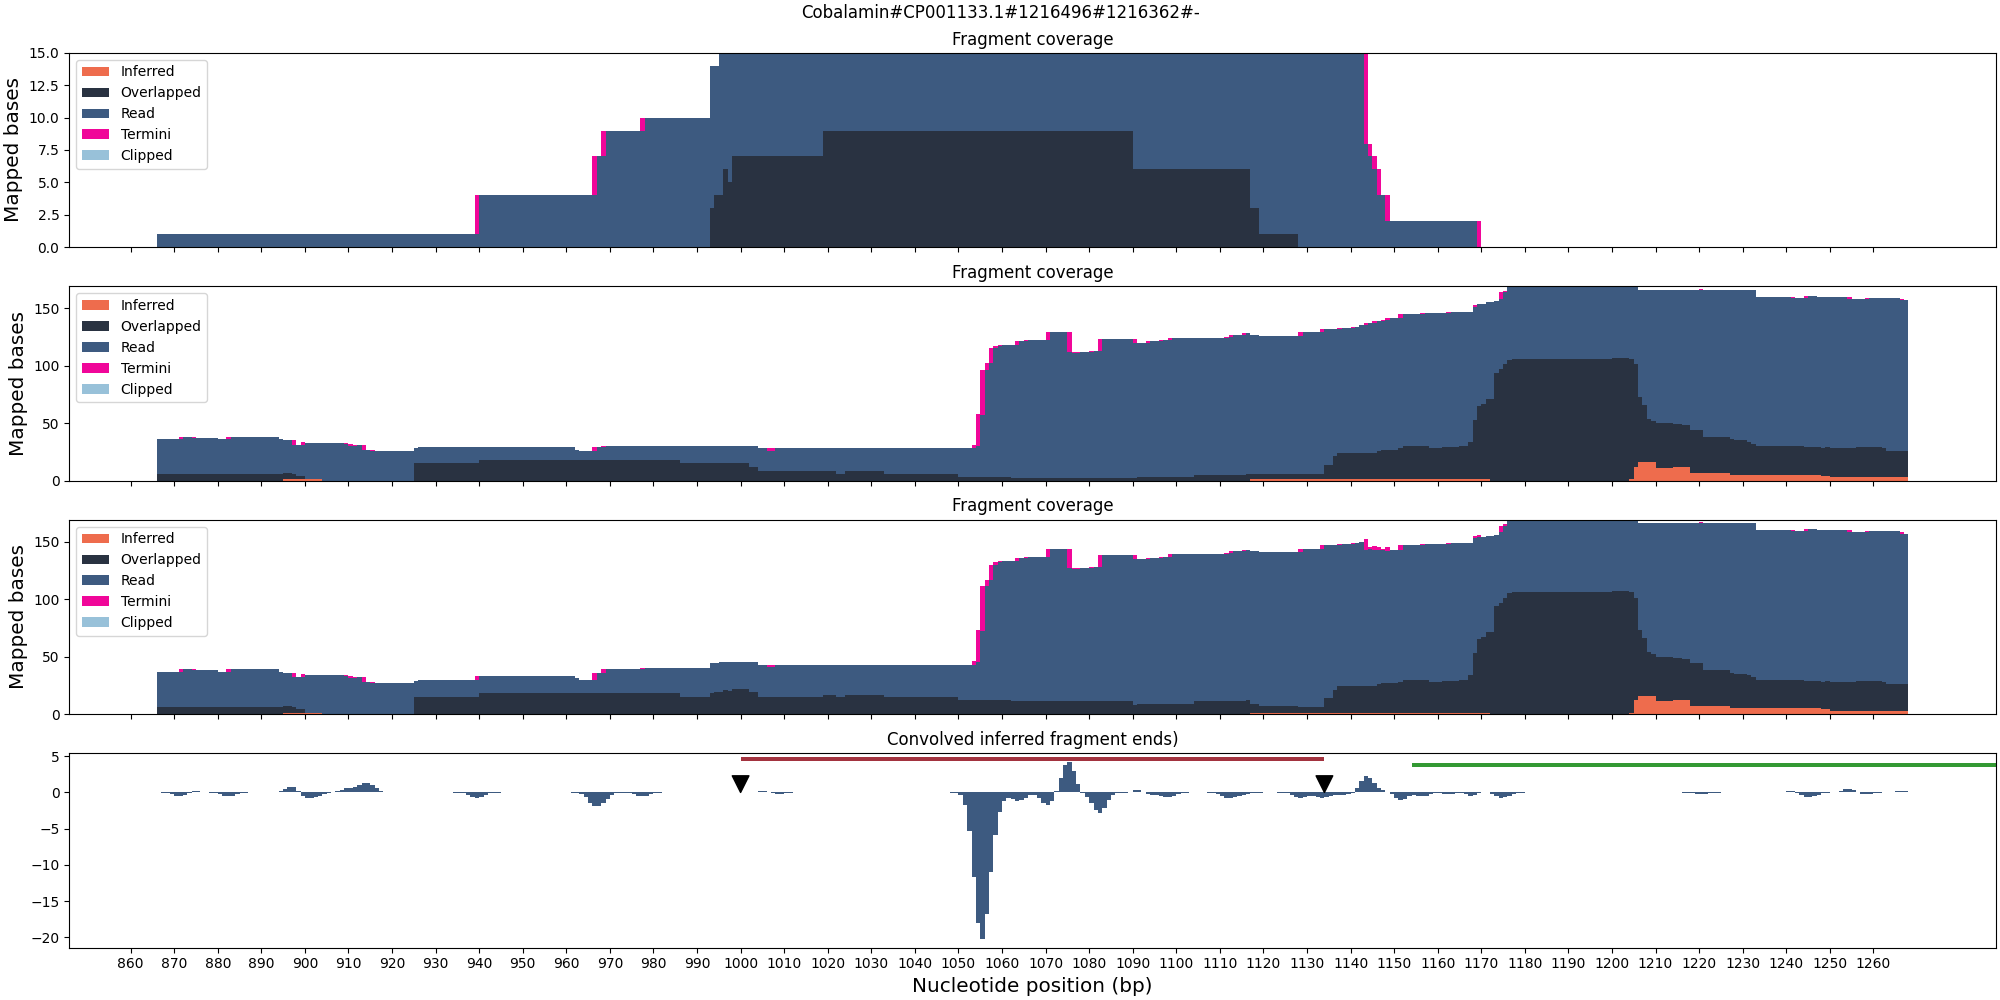 Cobalamin#CP001133.1#1216496#1216362#-
Fragment coverage
Mapped bases
15.0
12.5
10.0
7.5
5.0
2.5
0.0
Inferred
Overlapped
Read
Termini
Clipped
Fragment coverage
Mapped bases
150
100
50
0
Inferred
Overlapped
Read
Termini
Clipped
Fragment coverage
Mapped bases
150
100
50
0
Inferred
Overlapped
Read
Termini
Clipped
Convolved inferred fragment ends)
5
0
−5
−10
−15
−20
860 870 880 890 900 910 920 930 940 950 960 970 980 990 1000 1010 1020 1030 1040 1050 1060 1070 1080 1090 1100 1110 1120 1130 1140 1150 1160 1170 1180 1190 1200 1210 1220 1230 1240 1250 1260
Nucleotide position (bp)